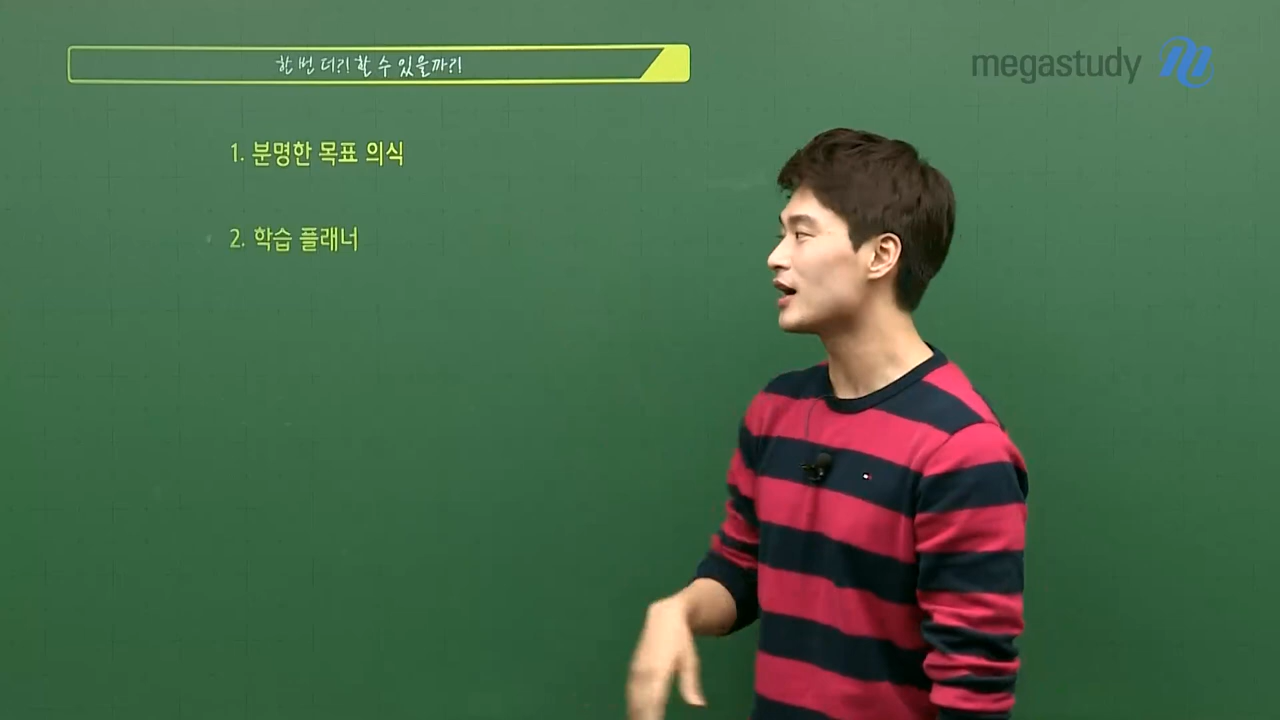 한 번 더?! 할 수 있을까?!
megastudy
1. 분명한 목표 의식
2. 학습 플래너